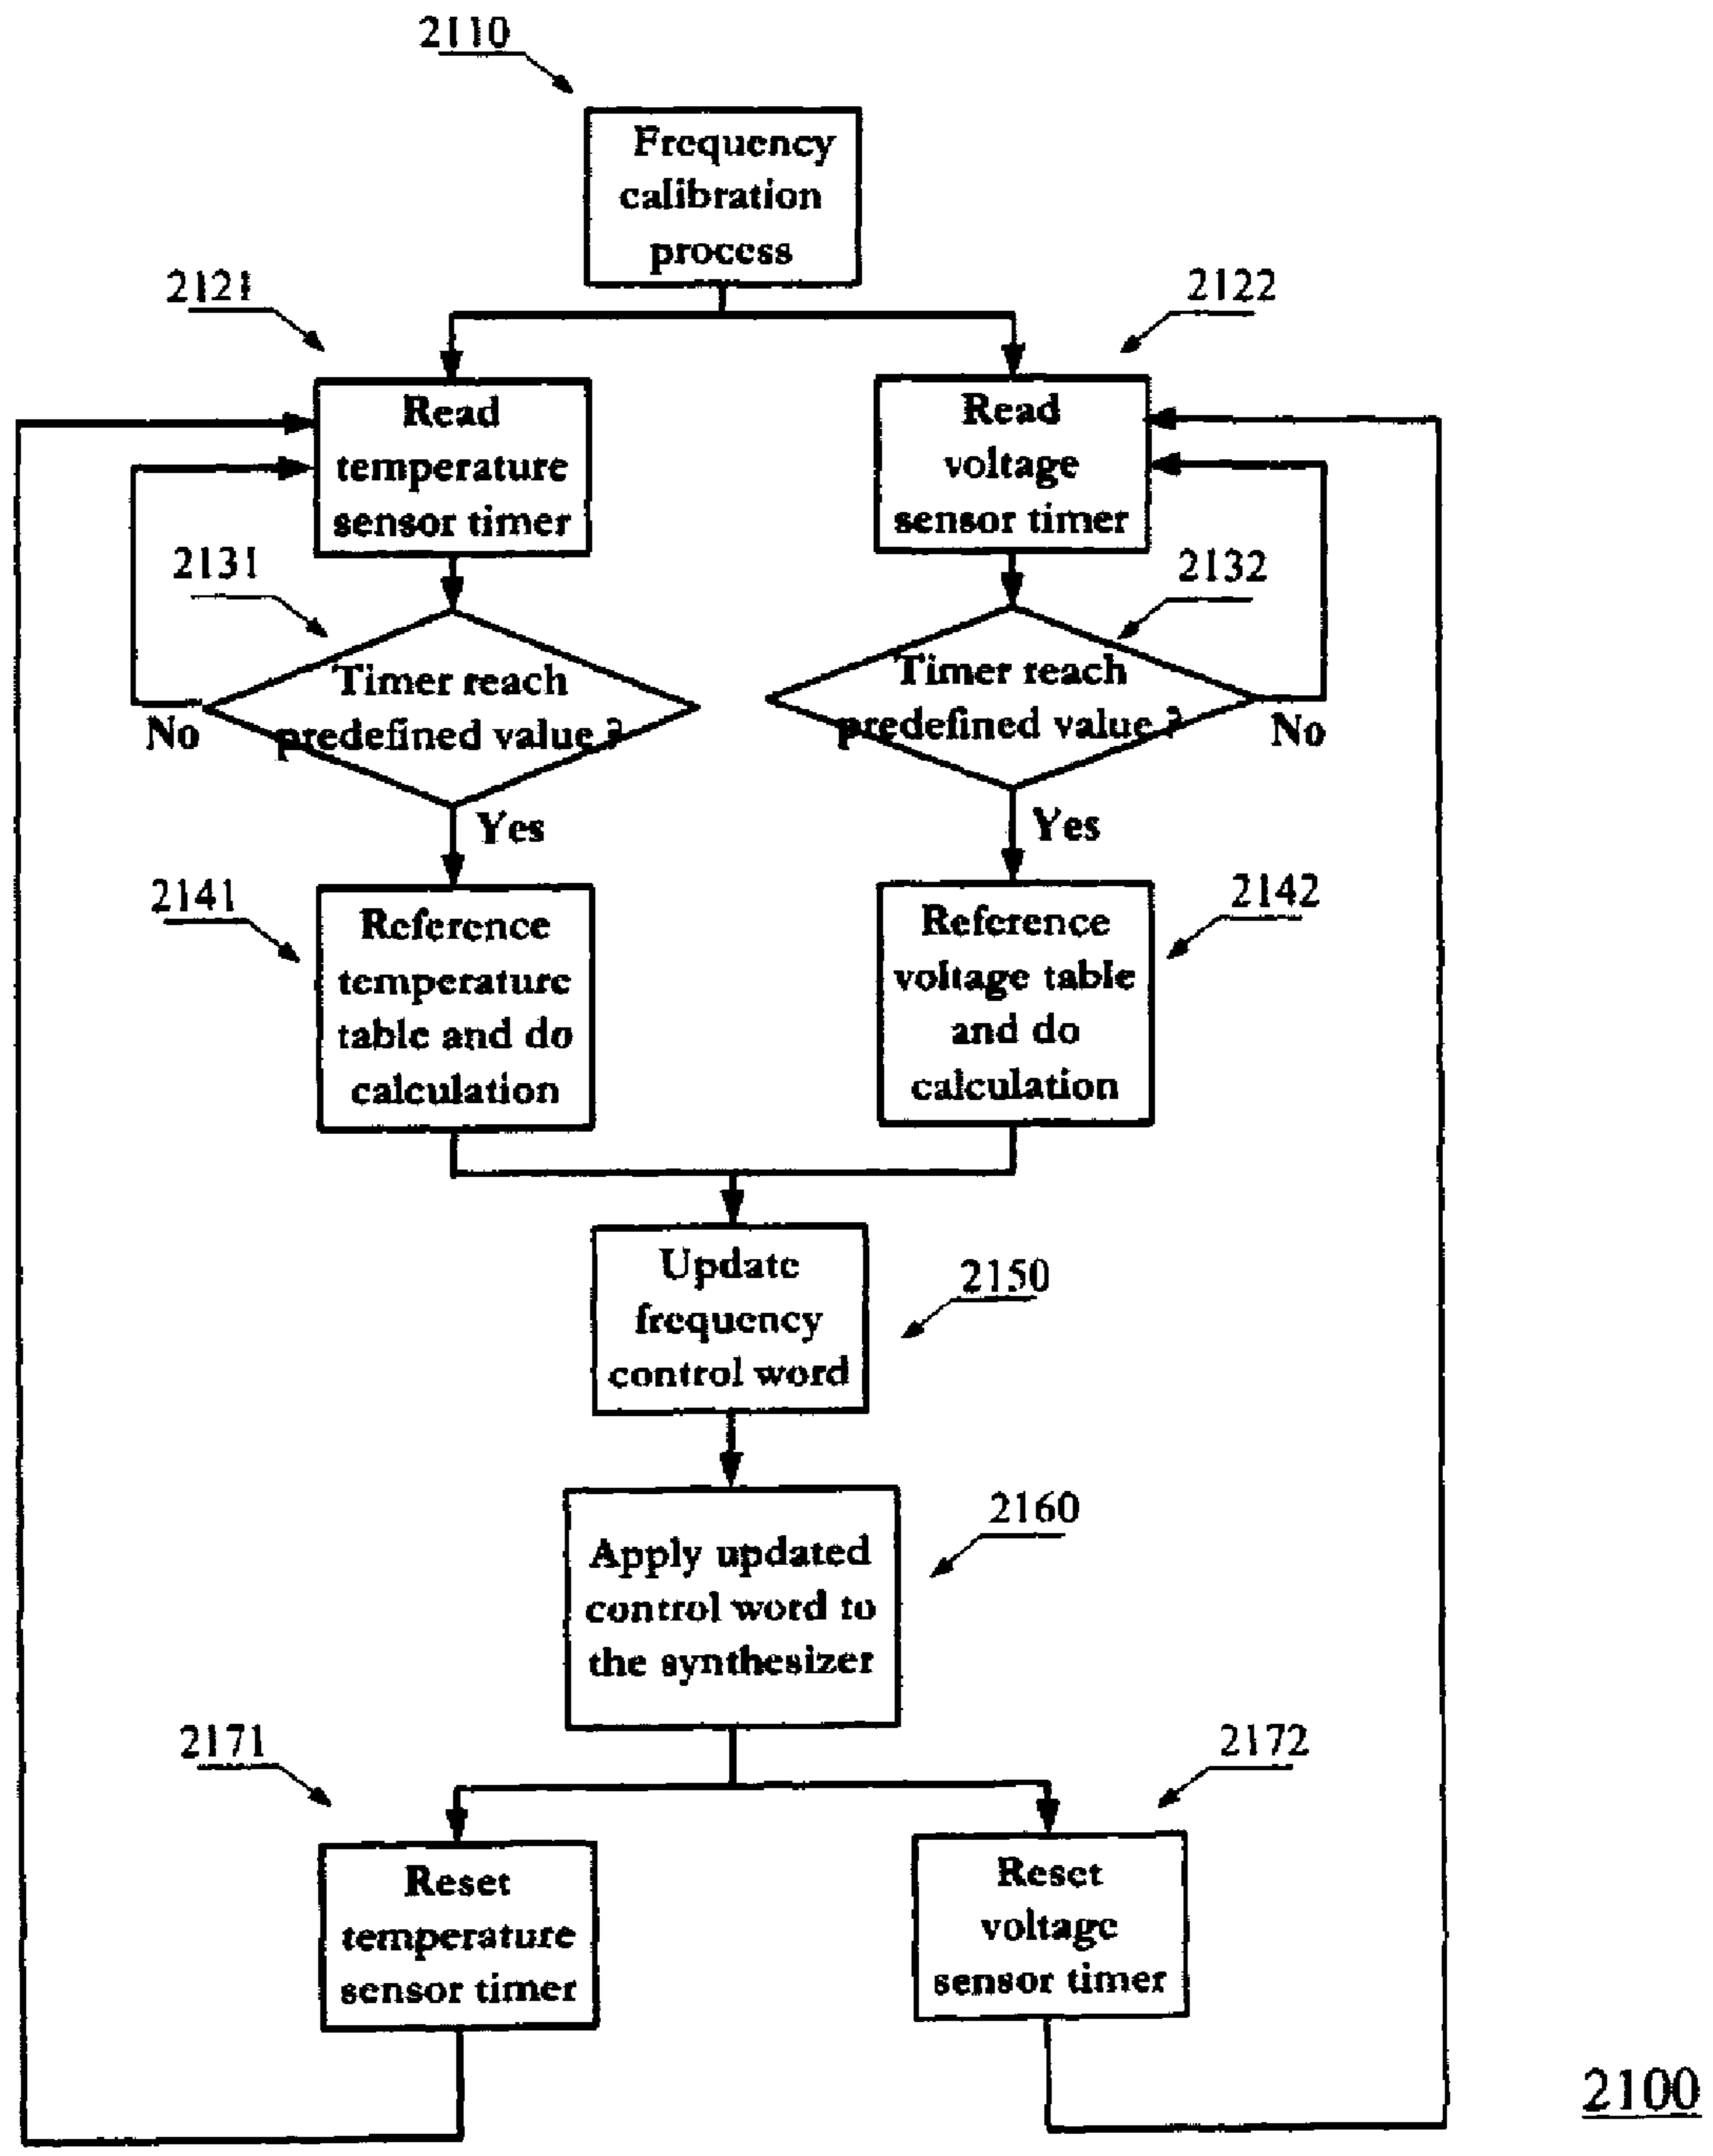 2110
Frequency
calibration
process
2121
2122
Read
temperature
sensor timer
Read
voltage
sensor timer
2131
2132
Timer reach
predefined value ?
No
Timer reach
predefined value ?
No
Yes
Yes
2141
2142
Reference
temperature
table and do
calculation
Reference
voltage table
and do
calculation
Update
frequency
control word
2150
Apply updated
control word to
the synthesizer
2160
2171
2172
Reset
temperature
sensor timer
Reset
voltage
sensor timer
2100